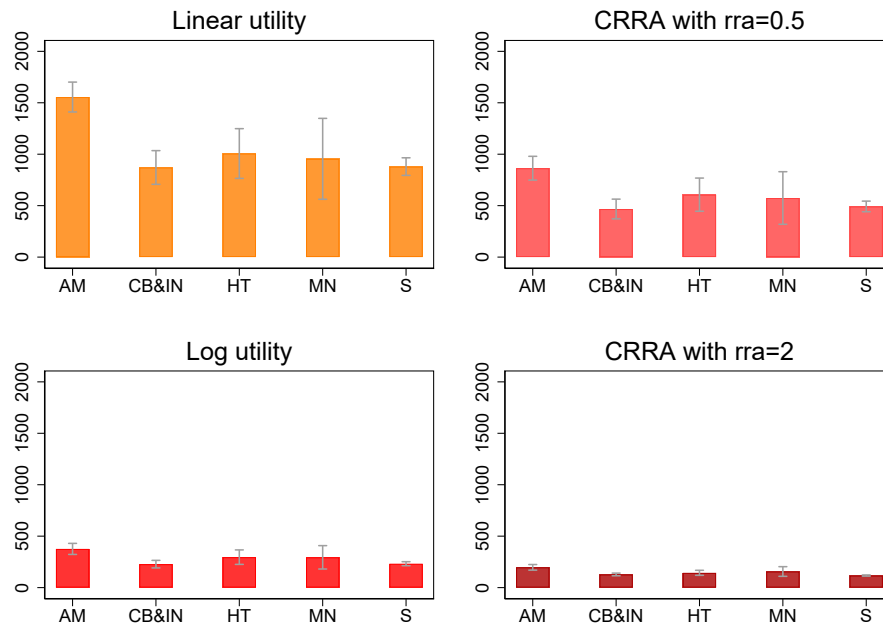 Linear utility
2000
1500
1000
500
0
AM CB&IN HT MN S
CRRA with rra=0.5
2000
1500
1000
500
0
AM CB&IN HT MN S
Log utility
2000
1500
1000
500
0
AM CB&IN HT MN S
CRRA with rra=2
2000
1500
1000
500
0
AM CB&IN HT MN S